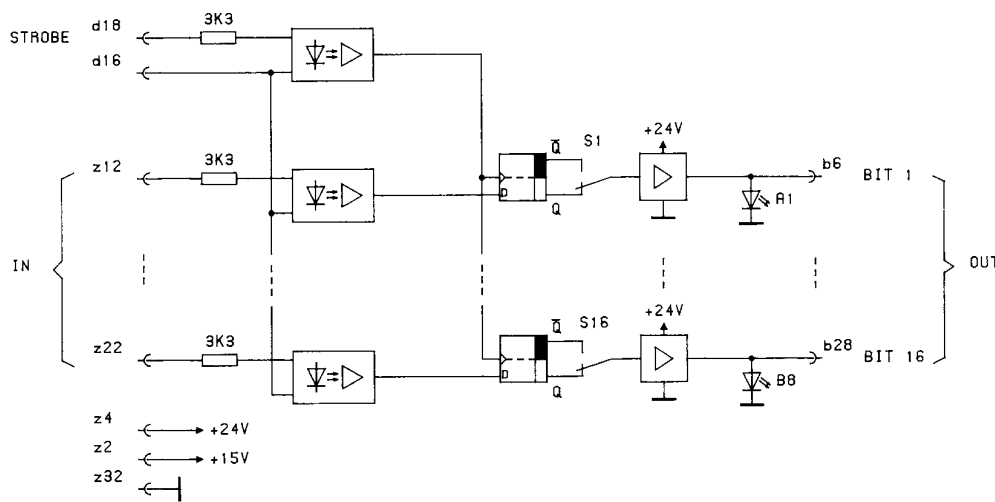 STROBE d18 3K3
d16
z12 3K3
D
Q̄
Q
S1
+24V
b6 BIT 1
A1
IN
OUT
z22 3K3
D
Q̄
Q
S16
+24V
b28 BIT 16
B8
z4 +24V
z2 +15V
z32